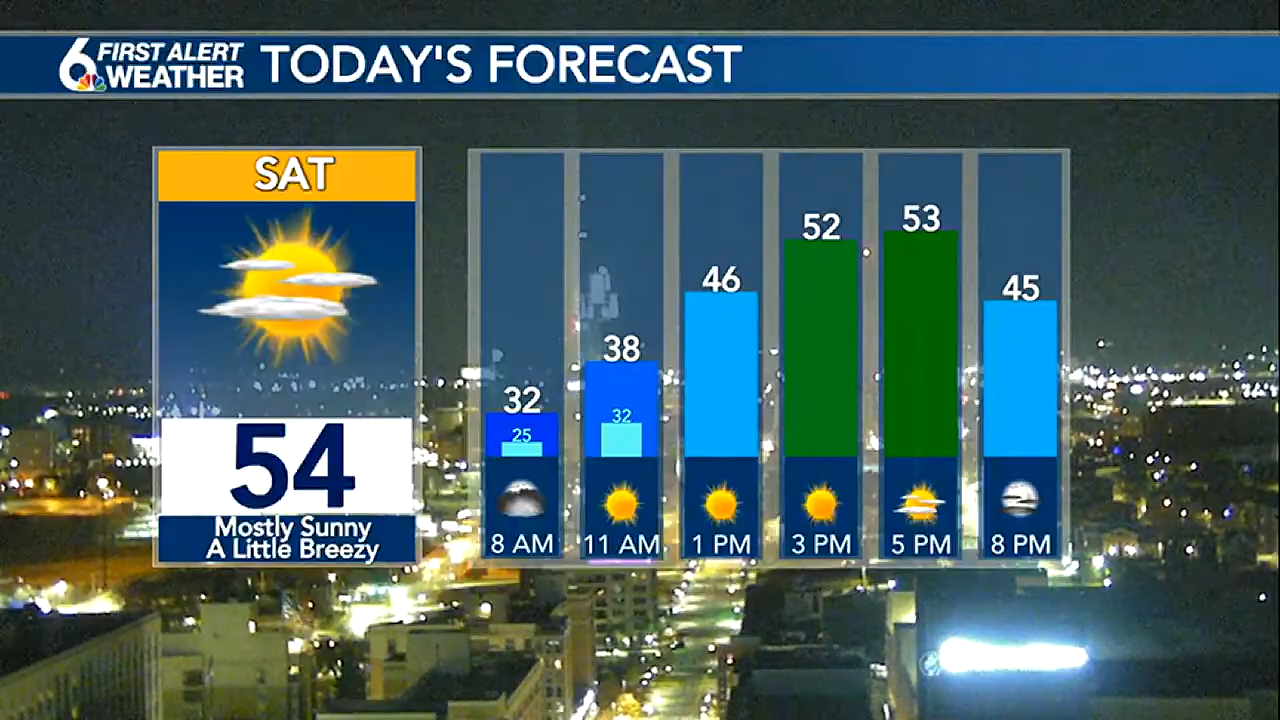 6 FIRST ALERT WEATHER TODAY'S FORECAST
SAT
54
Mostly Sunny
A Little Breezy
32 38 46 52 53 45
25 32
8 AM 11 AM 1 PM 3 PM 5 PM 8 PM